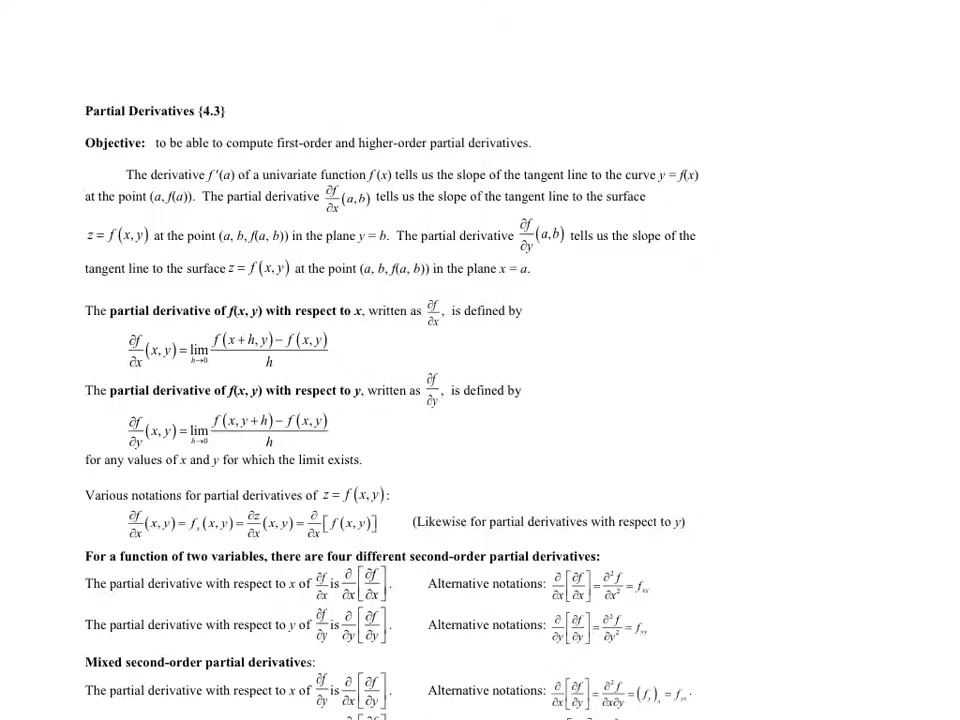 Partial Derivatives {4.3}
Objective: to be able to compute first-order and higher-order partial derivatives.
The derivative f '(a) of a univariate function f (x) tells us the slope of the tangent line to the curve y = f(x)
at the point (a, f(a)). The partial derivative ∂f/∂x (a,b) tells us the slope of the tangent line to the surface
z = f(x,y) at the point (a, b, f(a, b)) in the plane y = b. The partial derivative ∂f/∂y (a,b) tells us the slope of the
tangent line to the surface z = f(x,y) at the point (a, b, f(a, b)) in the plane x = a.
The partial derivative of f(x, y) with respect to x, written as ∂f/∂x, is defined by
∂f/∂x (x,y) = lim h→0 (f(x+h,y) − f(x,y))/h
The partial derivative of f(x, y) with respect to y, written as ∂f/∂y, is defined by
∂f/∂y (x,y) = lim h→0 (f(x,y+h) − f(x,y))/h
for any values of x and y for which the limit exists.
Various notations for partial derivatives of z = f(x,y):
∂f/∂x (x,y) = f_x (x,y) = ∂z/∂x (x,y) = ∂/∂x [f(x,y)] (Likewise for partial derivatives with respect to y)
For a function of two variables, there are four different second-order partial derivatives:
The partial derivative with respect to x of ∂f/∂x is ∂/∂x [∂f/∂x]. Alternative notations: ∂/∂x [∂f/∂x] = ∂²f/∂x² = f_xx
The partial derivative with respect to y of ∂f/∂y is ∂/∂y [∂f/∂y]. Alternative notations: ∂/∂y [∂f/∂y] = ∂²f/∂y² = f_yy
Mixed second-order partial derivatives:
The partial derivative with respect to x of ∂f/∂y is ∂/∂x [∂f/∂y]. Alternative notations: ∂/∂x [∂f/∂y] = ∂²f/∂x∂y = (f_y)_x = f_yx.